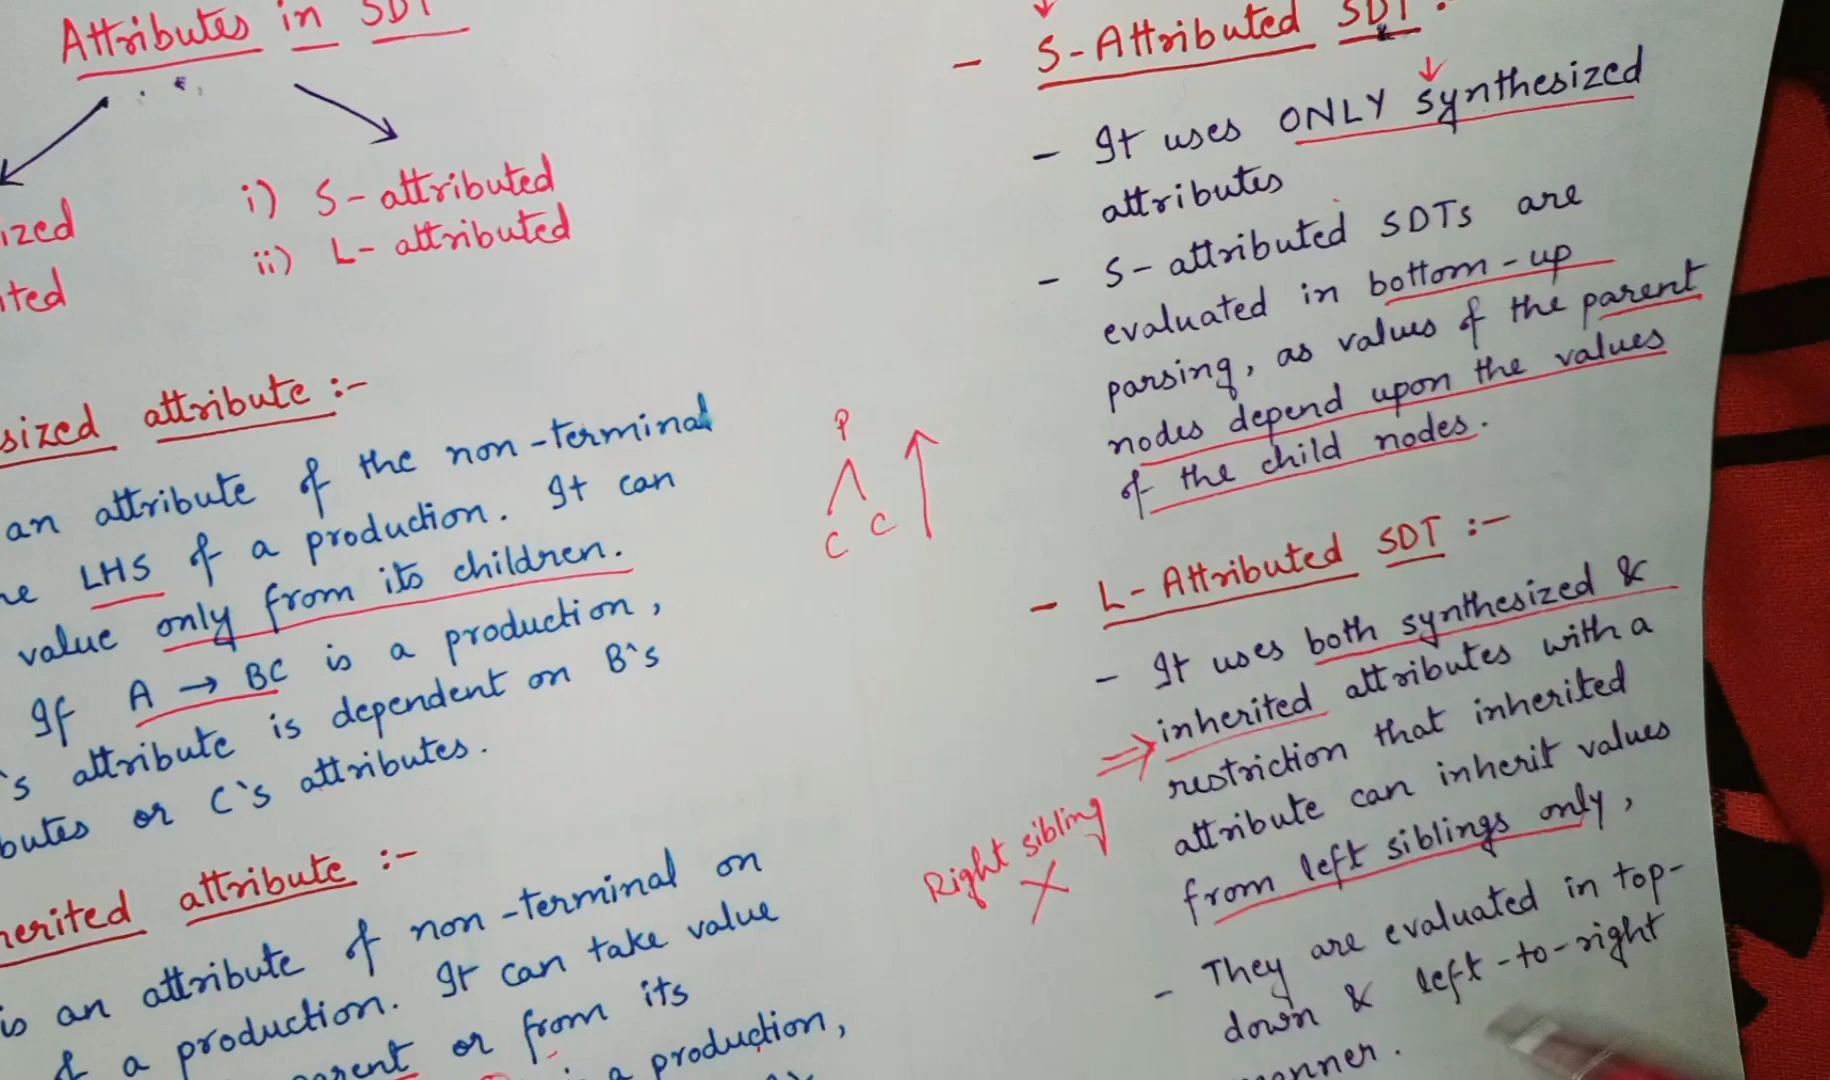 Attributes in SDT
i) S-attributed
ii) L-attributed
attribute :-
an attribute of the non-terminal
LHS of a production. It can
value only from its children.
If A → BC is a production,
's attribute is dependent on B's
or C's attributes.
attribute :-
is an attribute of non-terminal on
of a production. It can take value
or from its
a production,
P
C C
- S-Attributed SDT :-
- It uses ONLY synthesized
attributes
- S-attributed SDTs are
evaluated in bottom-up
parsing, as values of the parent
nodes depend upon the values
of the child nodes.
- L-Attributed SDT :-
- It uses both synthesized &
⇒ inherited attributes with a
restriction that inherited
attribute can inherit values
from left siblings only,
Right sibling
X
- They are evaluated in top-
down & left-to-right
manner.